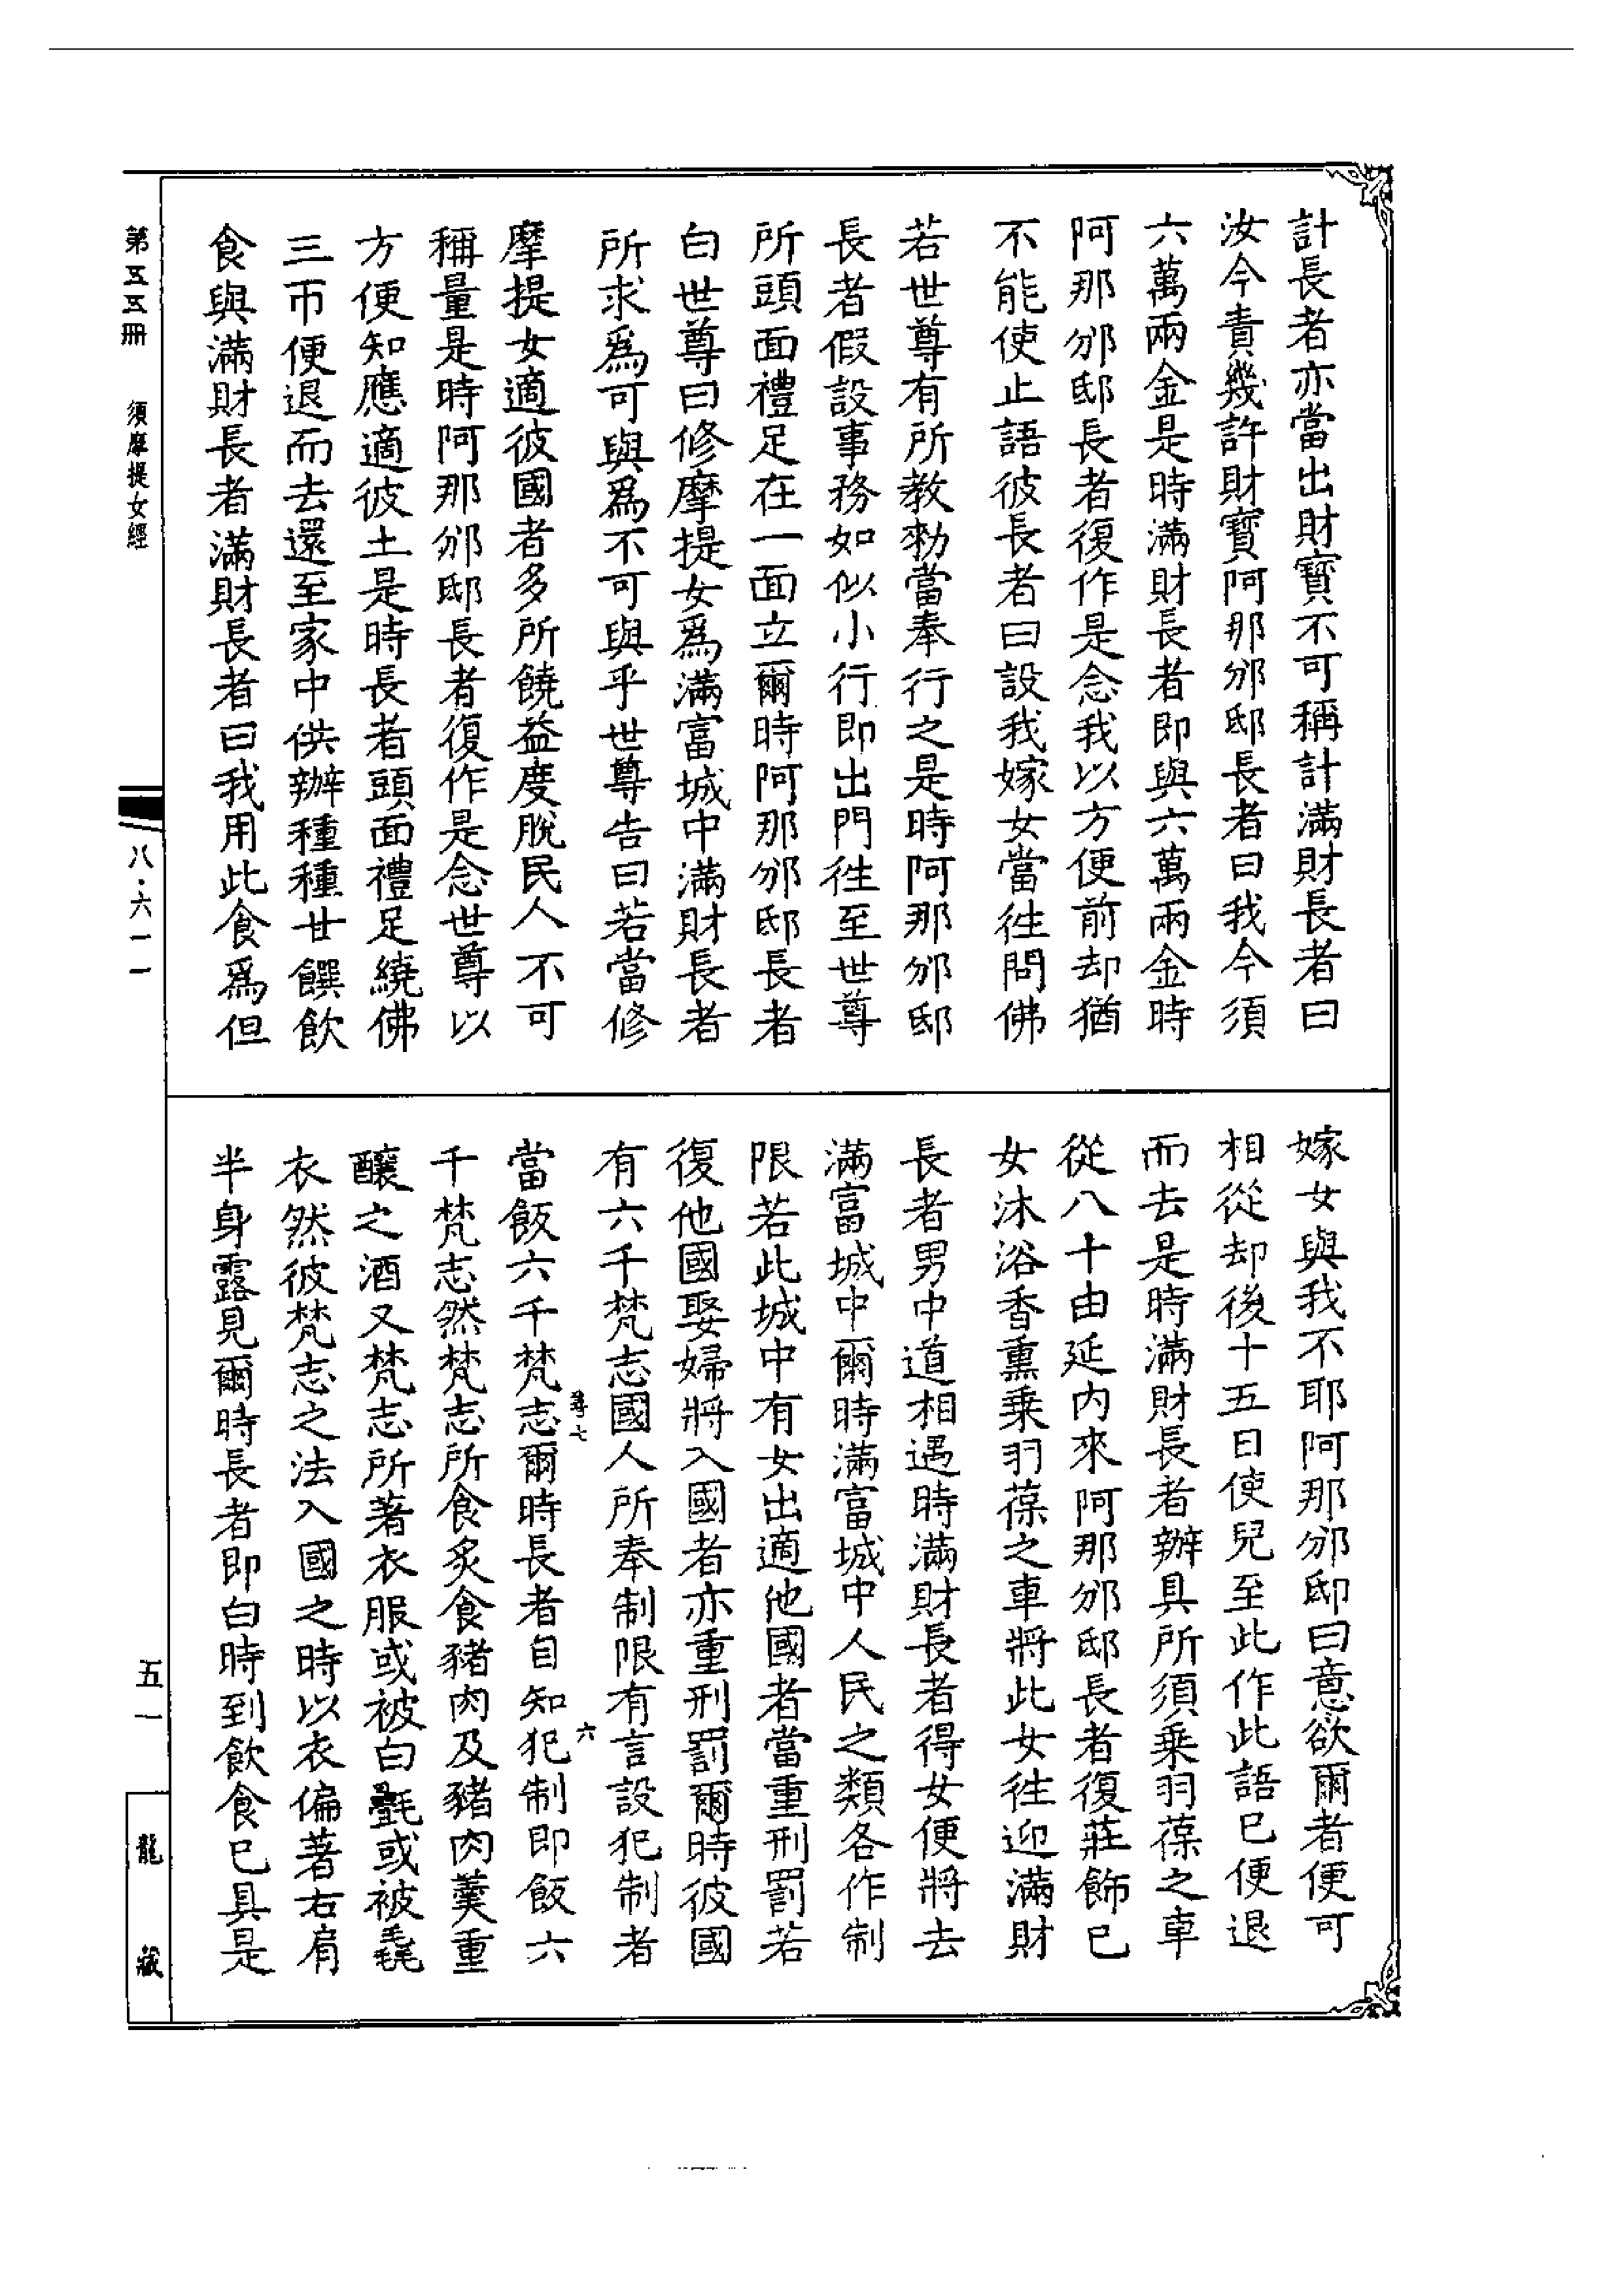 計長者亦當出財寶不可稱計滿財長者曰
汝今責幾許財寶阿那邠邸長者曰我今須
六萬兩金是時滿財長者即與六萬兩金時
阿那邠邸長者復作是念我以方便前却猶
不能使止語彼長者曰設我嫁女當往問佛
若世尊有所教勑當奉行之是時阿那邠邸
長者假設事務如似小行即出門往至世尊
所頭面禮足在一面立爾時阿那邠邸長者
白世尊曰修摩提女爲滿富城中滿財長者
所求爲可與爲不可與乎世尊告曰若當修
摩提女適彼國者多所饒益度脫民人不可
稱量是時阿那邠邸長者復作是念世尊以
方便知應適彼土是時長者頭面禮足繞佛
三帀便退而去還至家中供辦種種甘饌飲
食與滿財長者滿財長者曰我用此食爲但
嫁女與我不耶阿那邠邸曰意欲爾者便可
相從却後十五日使兒至此作此語已便退
而去是時滿財長者辦具所須乗羽葆之車
從八十由延内來阿那邠邸長者復莊飾已
女沐浴香熏乗羽葆之車將此女往迎滿財
長者男中道相遇時滿財長者得女便將去
滿富城中爾時滿富城中人民之類各作制
限若此城中有女出適他國者當重刑罰若
復他國娶婦將入國者亦重刑罰爾時彼國
有六千梵志國人所奉制限有言設犯制者
當飯六千梵志爾時長者自知犯制即飯六
千梵志然梵志所食炙食豬肉及豬肉羹重
釀之酒又梵志所著衣服或被白㲲或被毳
衣然彼梵志之法入國之時以衣偏著右肩
半身露見爾時長者即白時到飲食已具是
七
六
第五五冊
須摩提女經
八·六一一
五一
龍藏